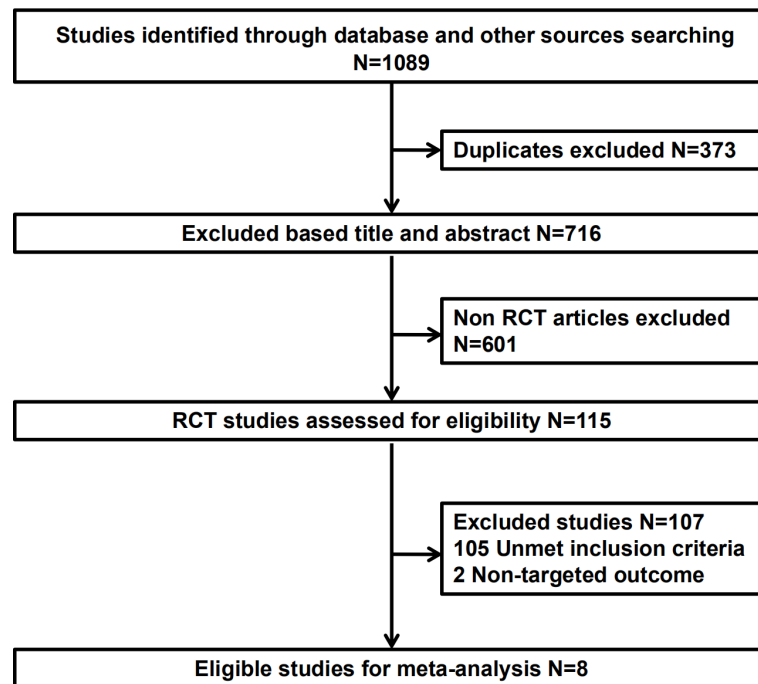 Studies identified through database and other sources searching
N=1089
Duplicates excluded N=373
Excluded based title and abstract N=716
Non RCT articles excluded
N=601
RCT studies assessed for eligibility N=115
Excluded studies N=107
105 Unmet inclusion criteria
2 Non-targeted outcome
Eligible studies for meta-analysis N=8